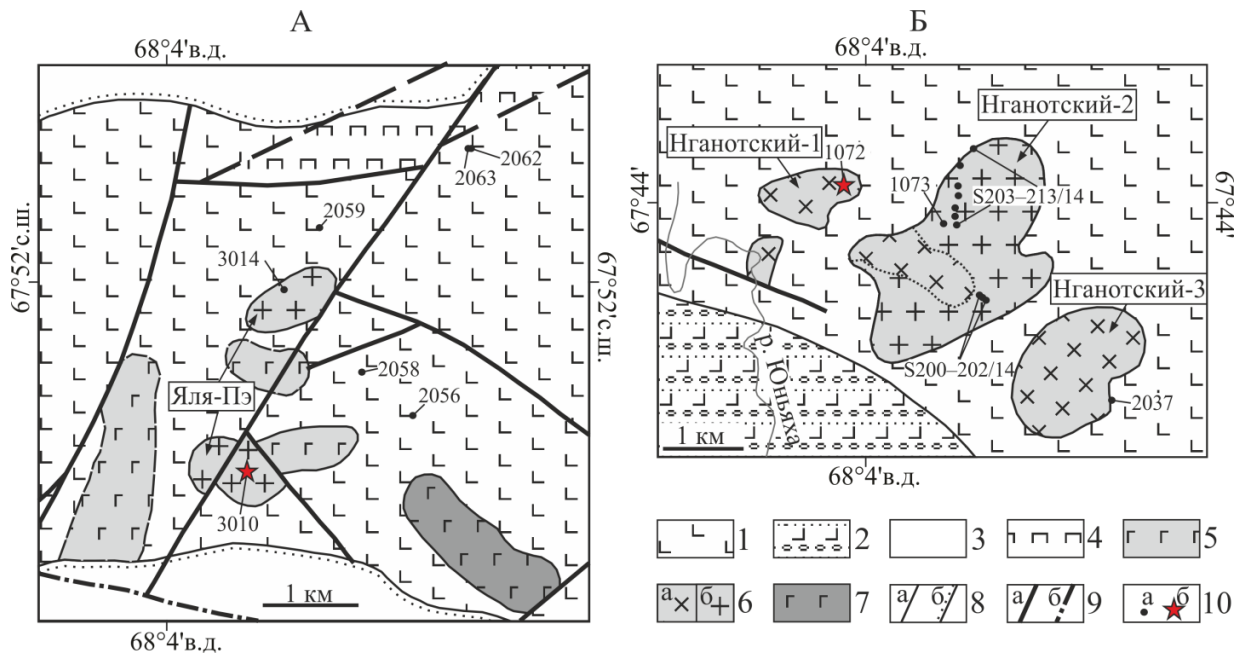 А
68°4'в.д.
67°52'с.ш.
2062
2063
2059
3014
67°52'с.ш.
2058
2056
Яля-Пэ
3010
1 км
68°4'в.д.
Б
68°4'в.д.
Нганотский-2
Нганотский-1
1072
67°44'
1073
S203–213/14
67°44'
Нганотский-3
S200–202/14
2037
р. Юньяха
1 км
68°4'в.д.
1
2
3
4
5
а б 6
7
а б 8
а б 9
а б 10